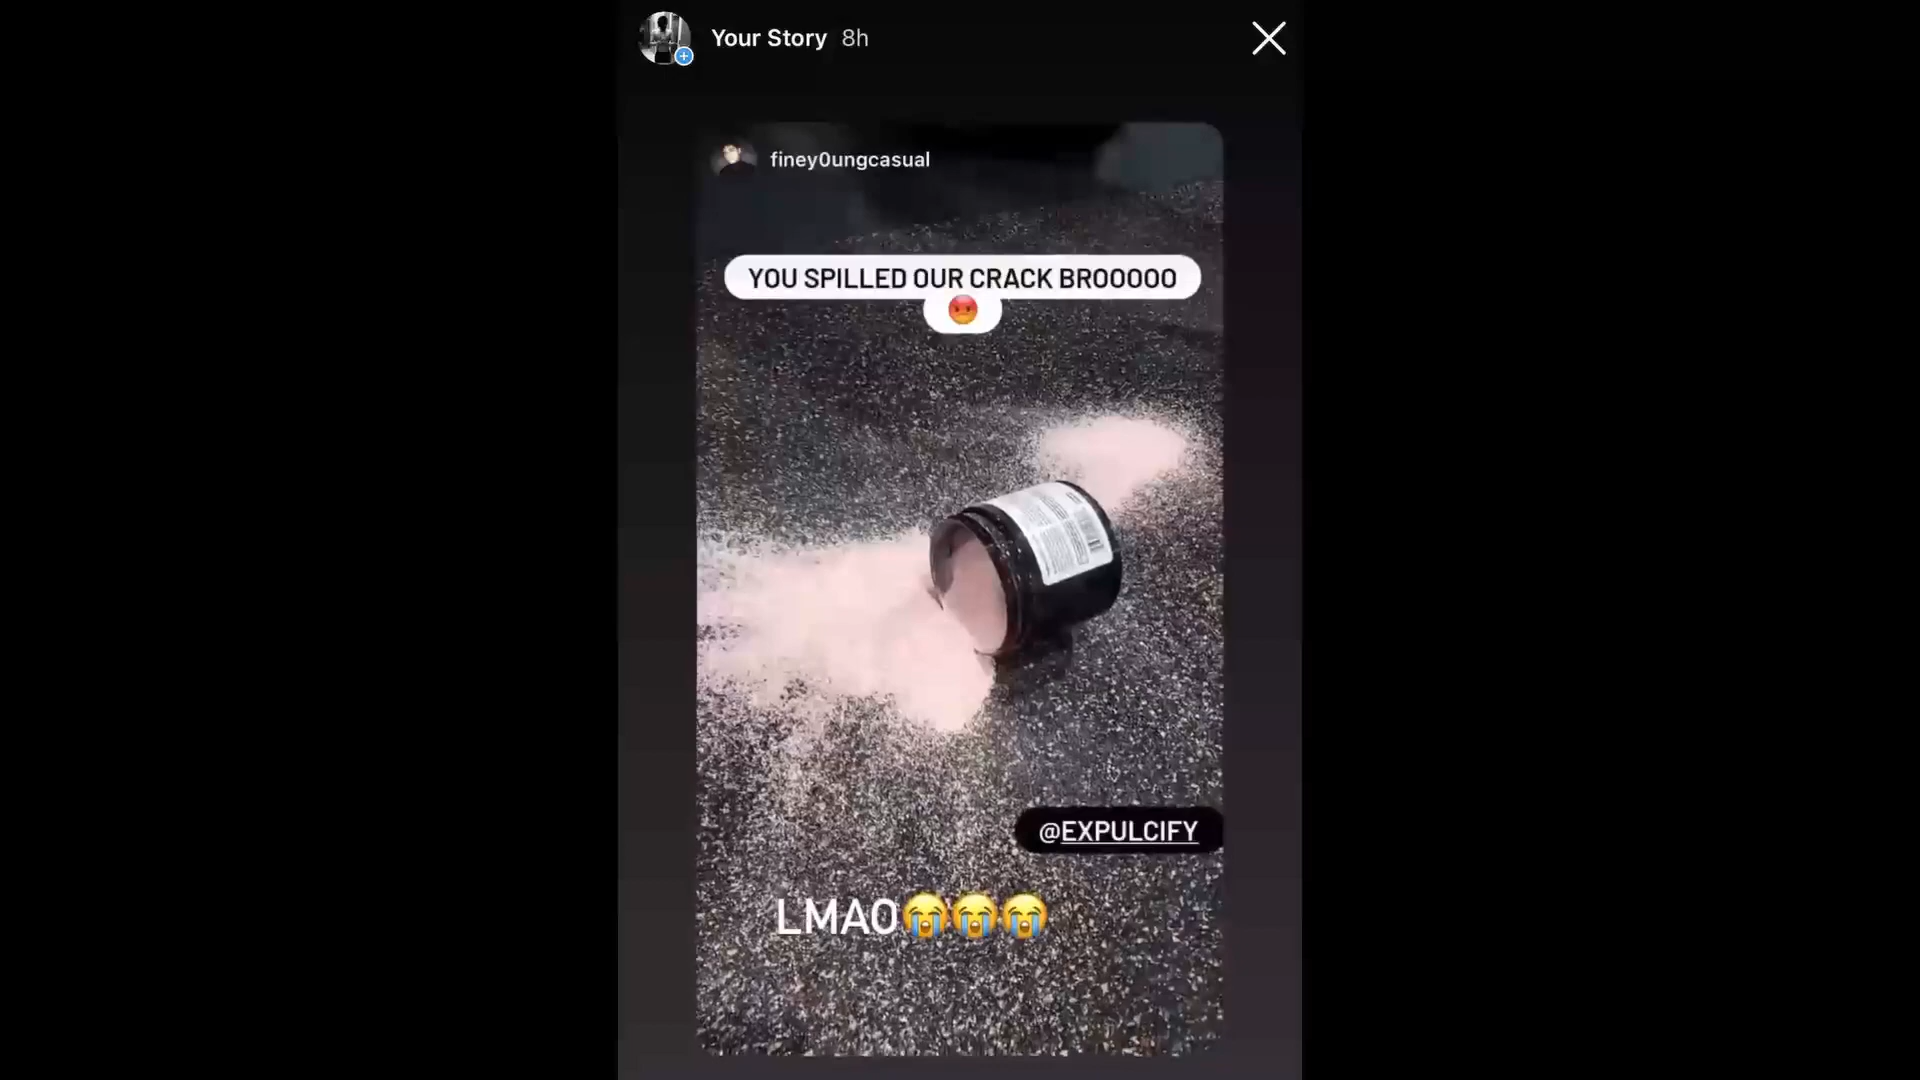 Your Story 8h
finey0ungcasual
YOU SPILLED OUR CRACK BROOOOO
😡
@EXPULCIFY
LMAO😭😭😭